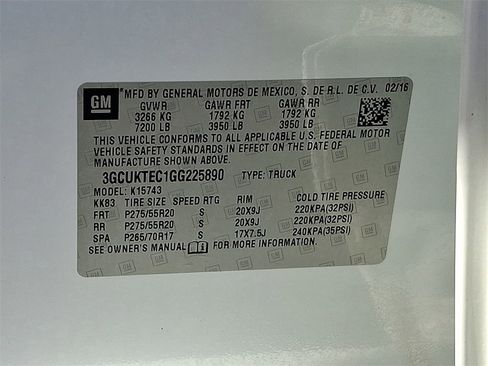 GM *MFD BY GENERAL MOTORS DE MEXICO, S. DE R.L. DE C.V. 02/16
GVWR GAWR FRT GAWR RR
3266 KG 1792 KG 1792 KG
7200 LB 3950 LB 3950 LB
THIS VEHICLE CONFORMS TO ALL APPLICABLE U.S. FEDERAL MOTOR
VEHICLE SAFETY STANDARDS IN EFFECT ON THE DATE OF
MANUFACTURE SHOWN ABOVE.
3GCUKTEC1GG225890 TYPE: TRUCK
MODEL: K15743
KKB3 TIRE SIZE SPEED RTG RIM COLD TIRE PRESSURE
FRT P275/55R20 S 20X9J 220KPA(32PSI)
RR P275/55R20 S 20X9J 220KPA(32PSI)
SPA P265/70R17 S 17X7.5J 240KPA(35PSI)
SEE OWNER'S MANUAL FOR MORE INFORMATION.